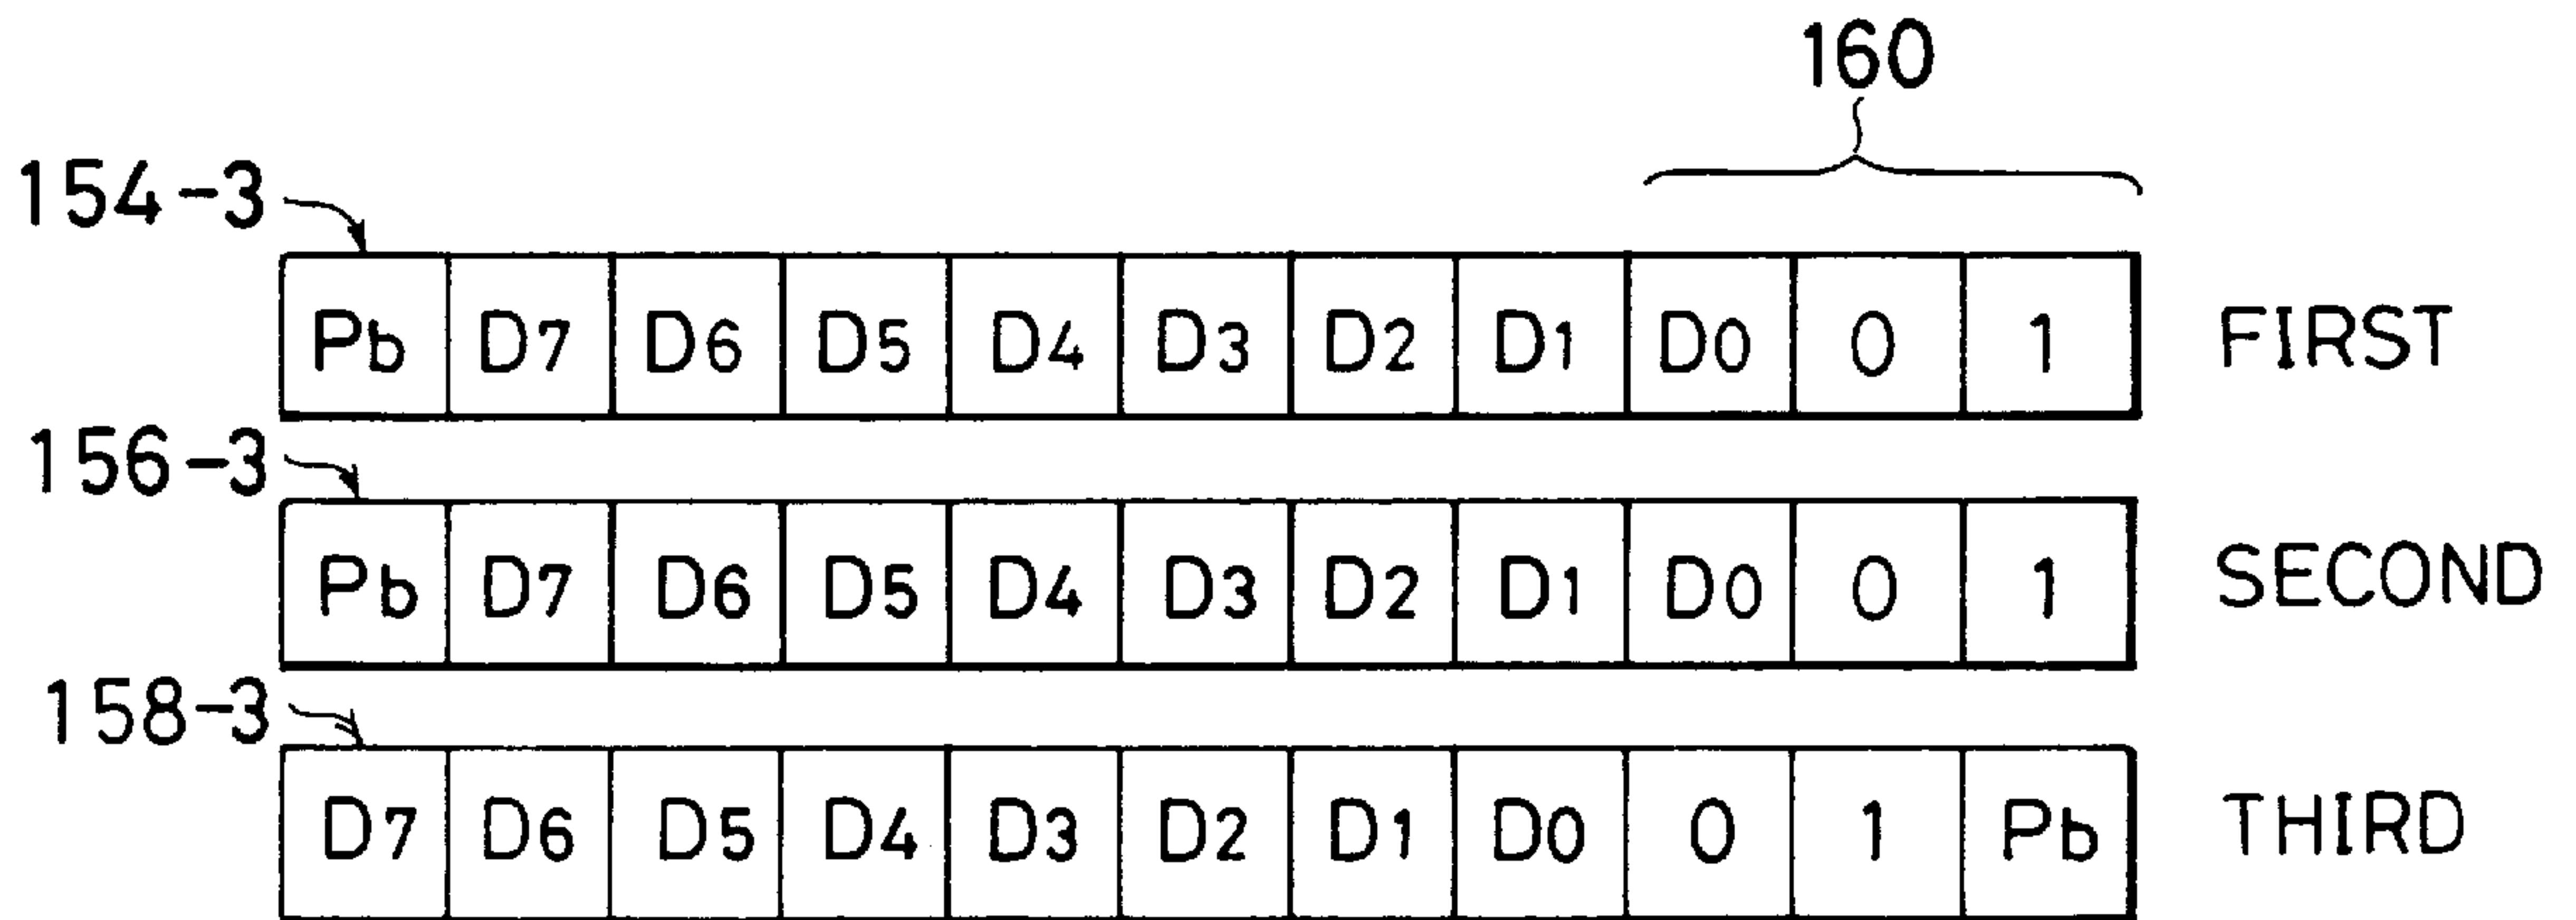 160
154-3
Pb D7 D6 D5 D4 D3 D2 D1 D0 0 1 FIRST
156-3
Pb D7 D6 D5 D4 D3 D2 D1 D0 0 1 SECOND
158-3
D7 D6 D5 D4 D3 D2 D1 D0 0 1 Pb THIRD